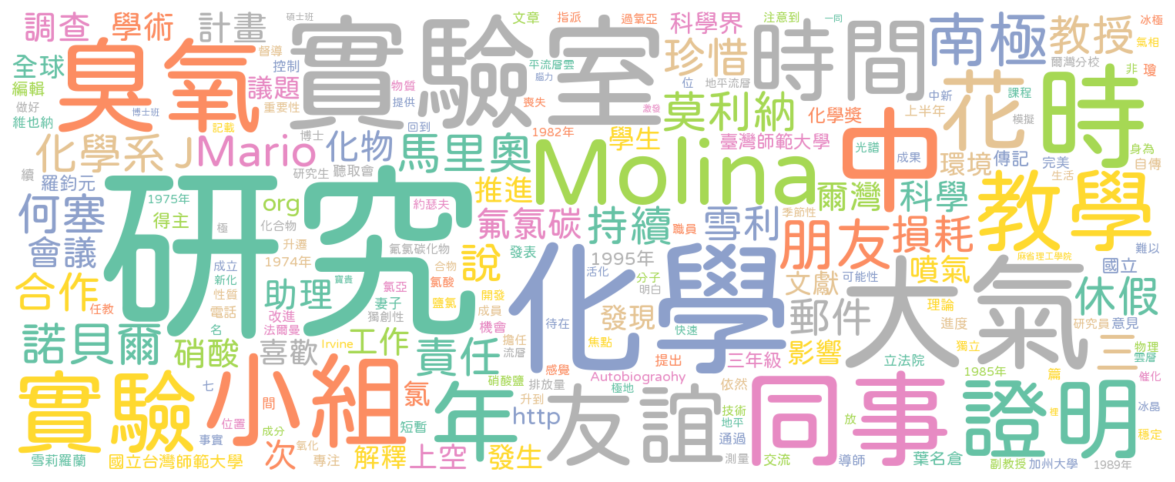 調查
學術
計畫
全球
編輯
做好
維也納
臭氧
督導
控制
議題
重要性
物質
博士班
碩士班
記載
博士
研究生
提供
回到
聽取會
實驗室
文章
平流層雲
腦力
指派
過氧亞
喪失
激發
位
科學界
珍惜
地平流層
莫利納
注意到
一同
化學獎
臺灣師範大學
時間
南極
教授
爾灣分校
中新
上半年
花
非
瓊
冰極
氣相
課程
模擬
時
身為
自傳
生活
完美
傳記
環境
成果
光錯
中
化學系
J
Mario
化物
馬里奧
學生
1982年
Molina
爾灣
科學
教學
續
羅鈞元
1975年
何塞
得主
會議
org
極
化合物
約瑟夫
氟氯碳
推進
持續
雪利
職員
季節性
朋友
損耗
噴氣
麻省理工學院
難以
國立
研究
升遷
1974年
氟氯碳化物
發表
說
1995年
化學
分子
活化
明白
文獻
可能性
大氣
休假
合作
任教
成立
新化
性質
電話
名
助理
寶貴
氯亞
妻子
獨創性
改進
法爾曼
合物
氯酸
鹽氯
開發
成員
機會
擔任
流層
待在
發現
快速
焦點
郵件
理論
進度
研究員
獨立
意見
物理
雲層
三
諾貝爾
硝酸
喜歡
Irvine
工作
責任
提出
三年級
影響
立法院
篇
1985年
催化
感覺
Autobiograohy
極地
排放量
依然
硝酸鹽
升到
實驗
七
間
位置
成分
事實
小組
氯
短暫
年
http
友誼
技術
地平
通過
測量
同事
放
證明
冰晶
穩定
雪莉羅蘭
國立台灣師範大學
次
氧化
專注
解釋
上空
發生
交流
導師
葉名倉
副教授
加州大學
1989年